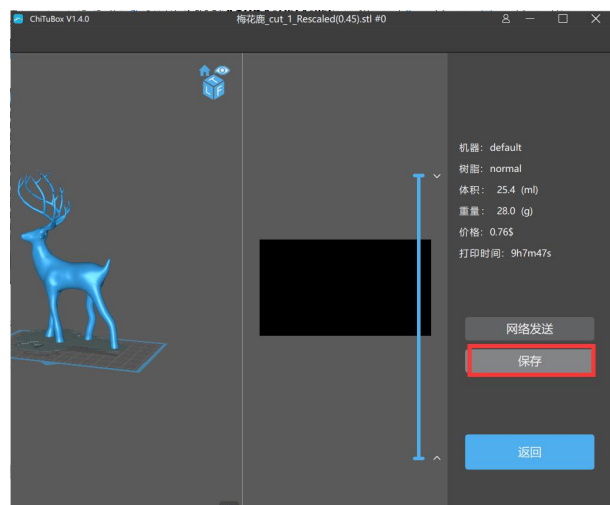 ChiTuBox V1.4.0
梅花鹿_cut_1_Rescaled(0.45).stl #0
T
L F
机器: default
树脂: normal
体积: 25.4 (ml)
重量: 28.0 (g)
价格: 0.76$
打印时间: 9h7m47s
网络发送
保存
返回